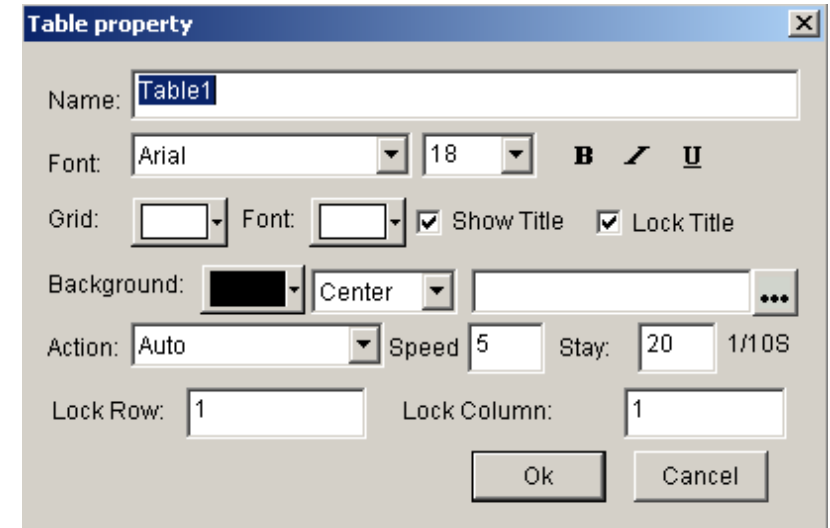 Table property
Name: Table1
Font: Arial 18 B I U
Grid: Font: Show Title Lock Title
Background: Center ...
Action: Auto Speed 5 Stay: 20 1/10S
Lock Row: 1 Lock Column: 1
Ok Cancel